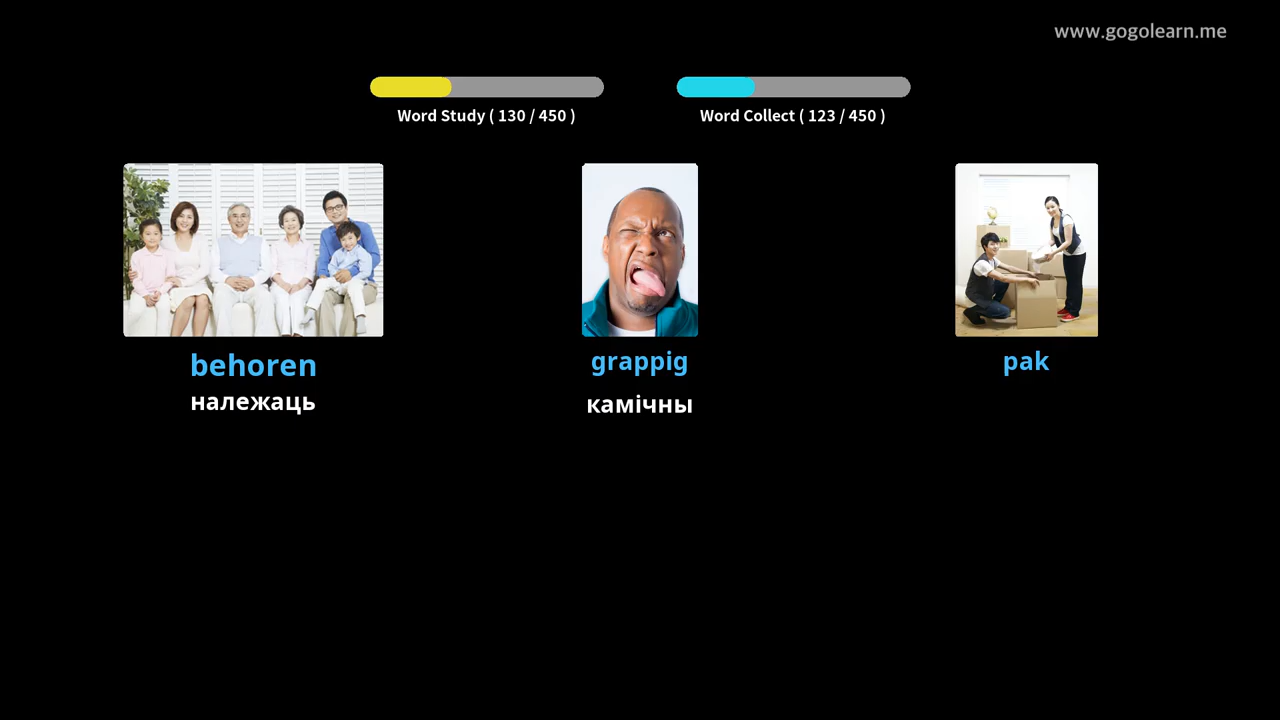 www.gogolearn.me
Word Study ( 130 / 450 )
Word Collect ( 123 / 450 )
behoren
належаць
grappig
камічны
pak